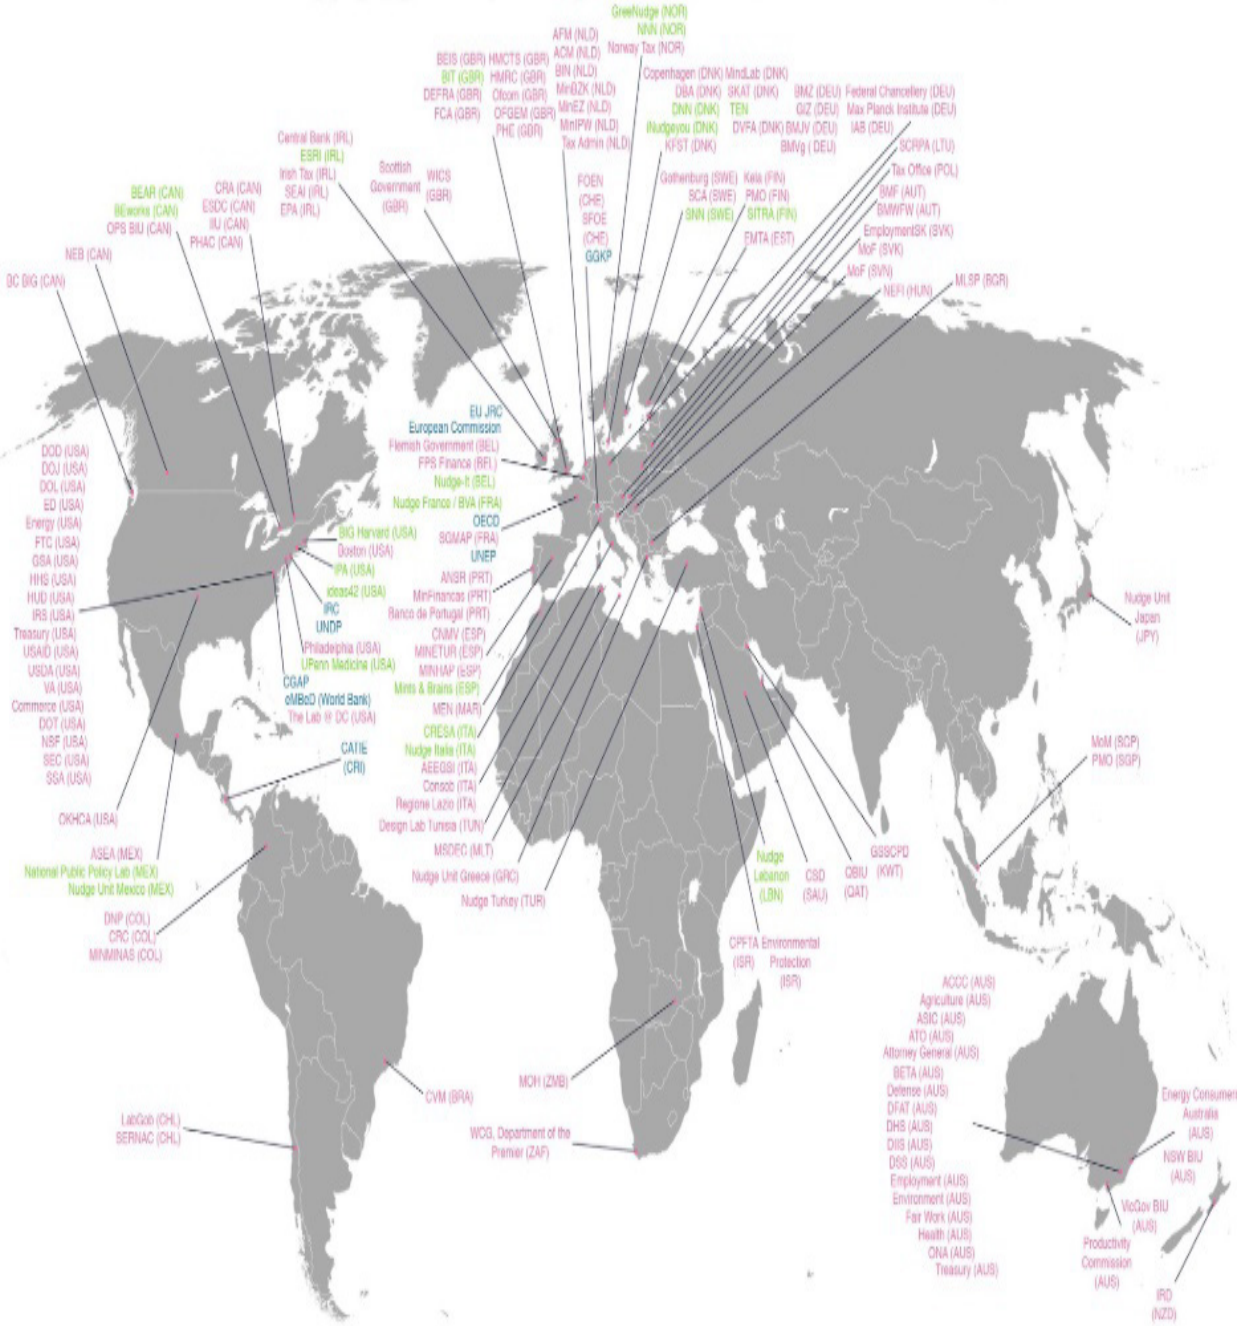 GreeNudge (NOR)
NNN (NOR)
Norway Tax (NOR)
AFM (NLD)
ACM (NLD)
BIN (NLD)
MinBZK (NLD)
MinEZ (NLD)
MinIPW (NLD)
Tax Admin (NLD)
BEIS (GBR) HMCTS (GBR)
BIT (GBR) HMRC (GBR)
DEFRA (GBR) Ofcom (GBR)
FCA (GBR) OFGEM (GBR)
PHE (GBR)
Copenhagen (DNK) MindLab (DNK)
DBA (DNK) SKAT (DNK)
DNN (DNK) TEN
iNudgeyou (DNK) DVFA (DNK)
KFST (DNK)
BMZ (DEU) Federal Chancellery (DEU)
GIZ (DEU) Max Planck Institute (DEU)
BMJV (DEU) IAB (DEU)
BMVg ( DEU)
SCRPA (LTU)
Tax Office (POL)
BMF (AUT)
BMWFW (AUT)
EmploymentSK (SVK)
MoF (SVK)
MoF (SVN)
NEFI (HUN)
MLSP (BGR)
Gothenburg (SWE) Kela (FIN)
SCA (SWE) PMO (FIN)
SNN (SWE) SITRA (FIN)
EMTA (EST)
FOEN
(CHE)
SFOE
(CHE)
GGKP
Scottish
Government
(GBR)
WICS
(GBR)
Central Bank (IRL)
ESRI (IRL)
Irish Tax (IRL)
SEAI (IRL)
EPA (IRL)
CRA (CAN)
ESDC (CAN)
IIU (CAN)
PHAC (CAN)
BEAR (CAN)
BEworks (CAN)
OPS BIU (CAN)
NEB (CAN)
BC BIG (CAN)
DOD (USA)
DOJ (USA)
DOL (USA)
ED (USA)
Energy (USA)
FTC (USA)
GSA (USA)
HHS (USA)
HUD (USA)
IRS (USA)
Treasury (USA)
USAID (USA)
USDA (USA)
VA (USA)
Commerce (USA)
DOT (USA)
NSF (USA)
SEC (USA)
SSA (USA)
OKHCA (USA)
BIG Harvard (USA)
Boston (USA)
IPA (USA)
ideas42 (USA)
IRC
UNDP
Philadelphia (USA)
UPenn Medicine (USA)
CGAP
eMBeD (World Bank)
The Lab @ DC (USA)
CATIE
(CRI)
ASEA (MEX)
National Public Policy Lab (MEX)
Nudge Unit Mexico (MEX)
DNP (COL)
CRC (COL)
MINMINAS (COL)
LabGob (CHL)
SERNAC (CHL)
CVM (BRA)
EU JRC
European Commission
Flemish Government (BEL)
FPS Finance (BEL)
Nudge-It (BEL)
Nudge France / BVA (FRA)
OECD
SGMAP (FRA)
UNEP
ANSR (PRT)
MinFinancas (PRT)
Banco de Portugal (PRT)
CNMV (ESP)
MINETUR (ESP)
MINHAP (ESP)
Mints & Brains (ESP)
MEN (MAR)
CRESA (ITA)
Nudge Italia (ITA)
AEEGSI (ITA)
Consob (ITA)
Regione Lazio (ITA)
Design Lab Tunisia (TUN)
MSDEC (MLT)
Nudge Unit Greece (GRC)
Nudge Turkey (TUR)
Nudge
Lebanon
(LBN)
CSD
(SAU)
QBIU
(QAT)
GSSCPD
(KWT)
CPFTA
(ISR)
Environmental
Protection
(ISR)
MOH (ZMB)
WCG, Department of the
Premier (ZAF)
Nudge Unit
Japan
(JPY)
MoM (SGP)
PMO (SGP)
ACCC (AUS)
Agriculture (AUS)
ASIC (AUS)
ATO (AUS)
Attorney General (AUS)
BETA (AUS)
Defense (AUS)
DFAT (AUS)
DHS (AUS)
DIIS (AUS)
DSS (AUS)
Employment (AUS)
Environment (AUS)
Fair Work (AUS)
Health (AUS)
ONA (AUS)
Treasury (AUS)
Energy Consumer
Australia
(AUS)
NSW BIU
(AUS)
VicGov BIU
(AUS)
Productivity
Commission
(AUS)
IRD
(NZD)